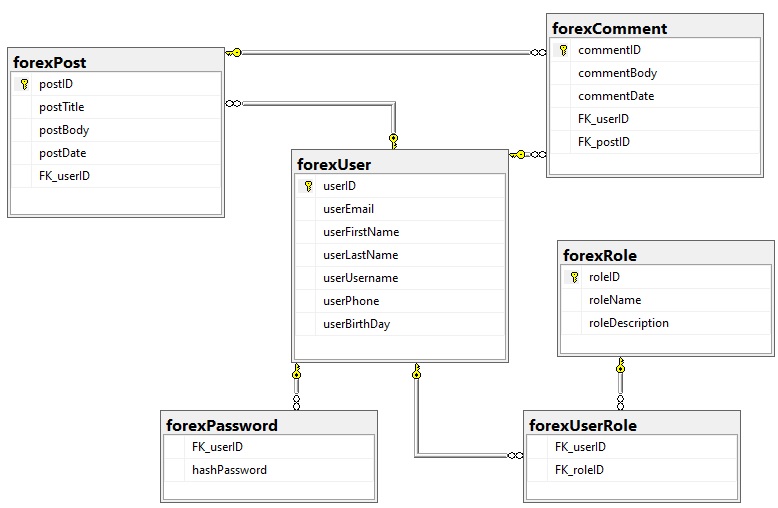 forexPost
postID
postTitle
postBody
postDate
FK_userID
forexComment
commentID
commentBody
commentDate
FK_userID
FK_postID
forexUser
userID
userEmail
userFirstName
userLastName
userUsername
userPhone
userBirthDay
forexRole
roleID
roleName
roleDescription
forexPassword
FK_userID
hashPassword
forexUserRole
FK_userID
FK_roleID